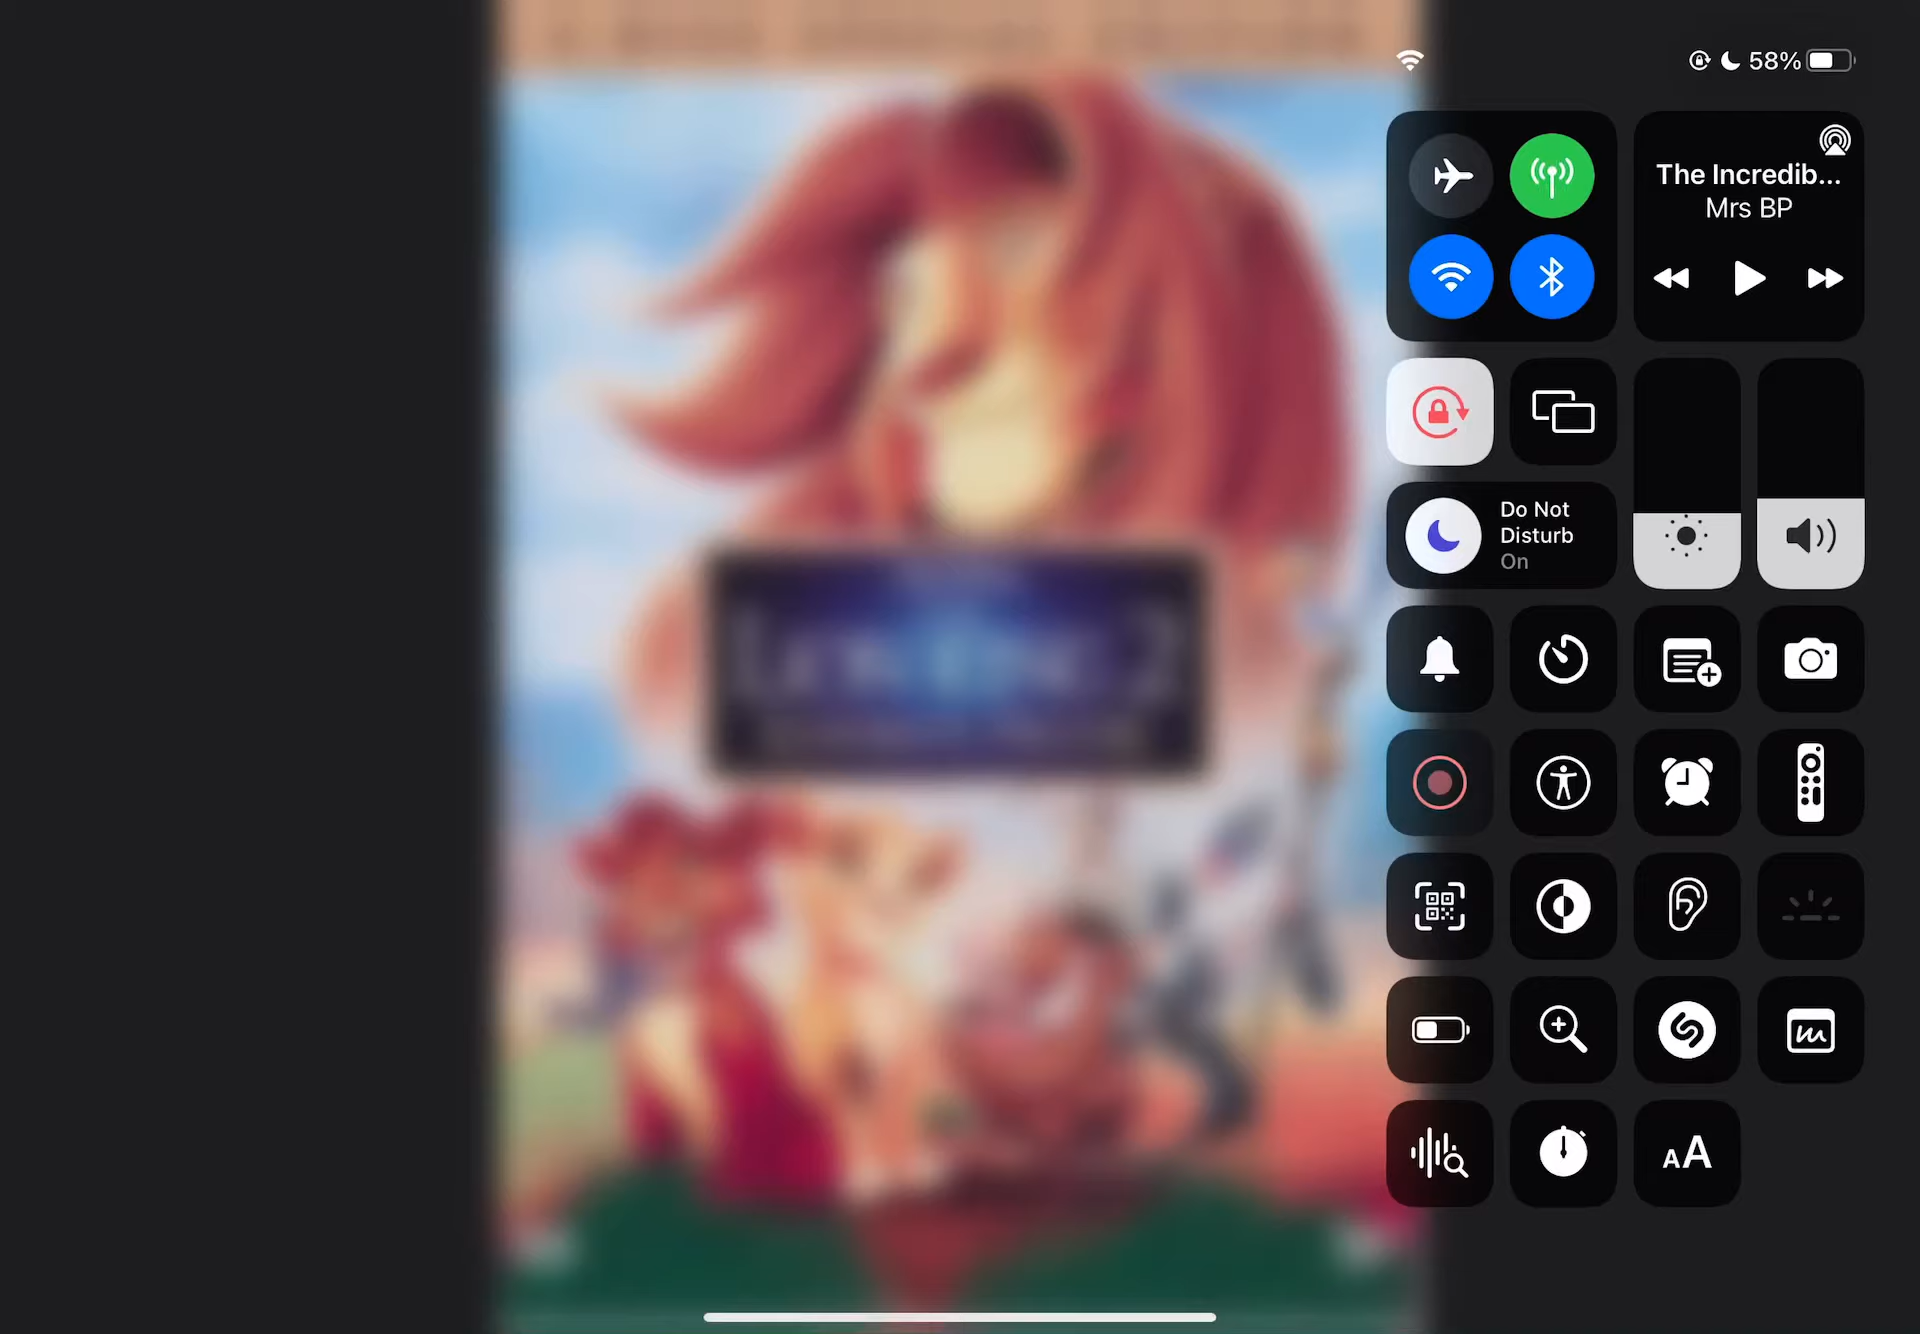 58%
The Incredib...
Mrs BP
Do Not
Disturb
On
AA